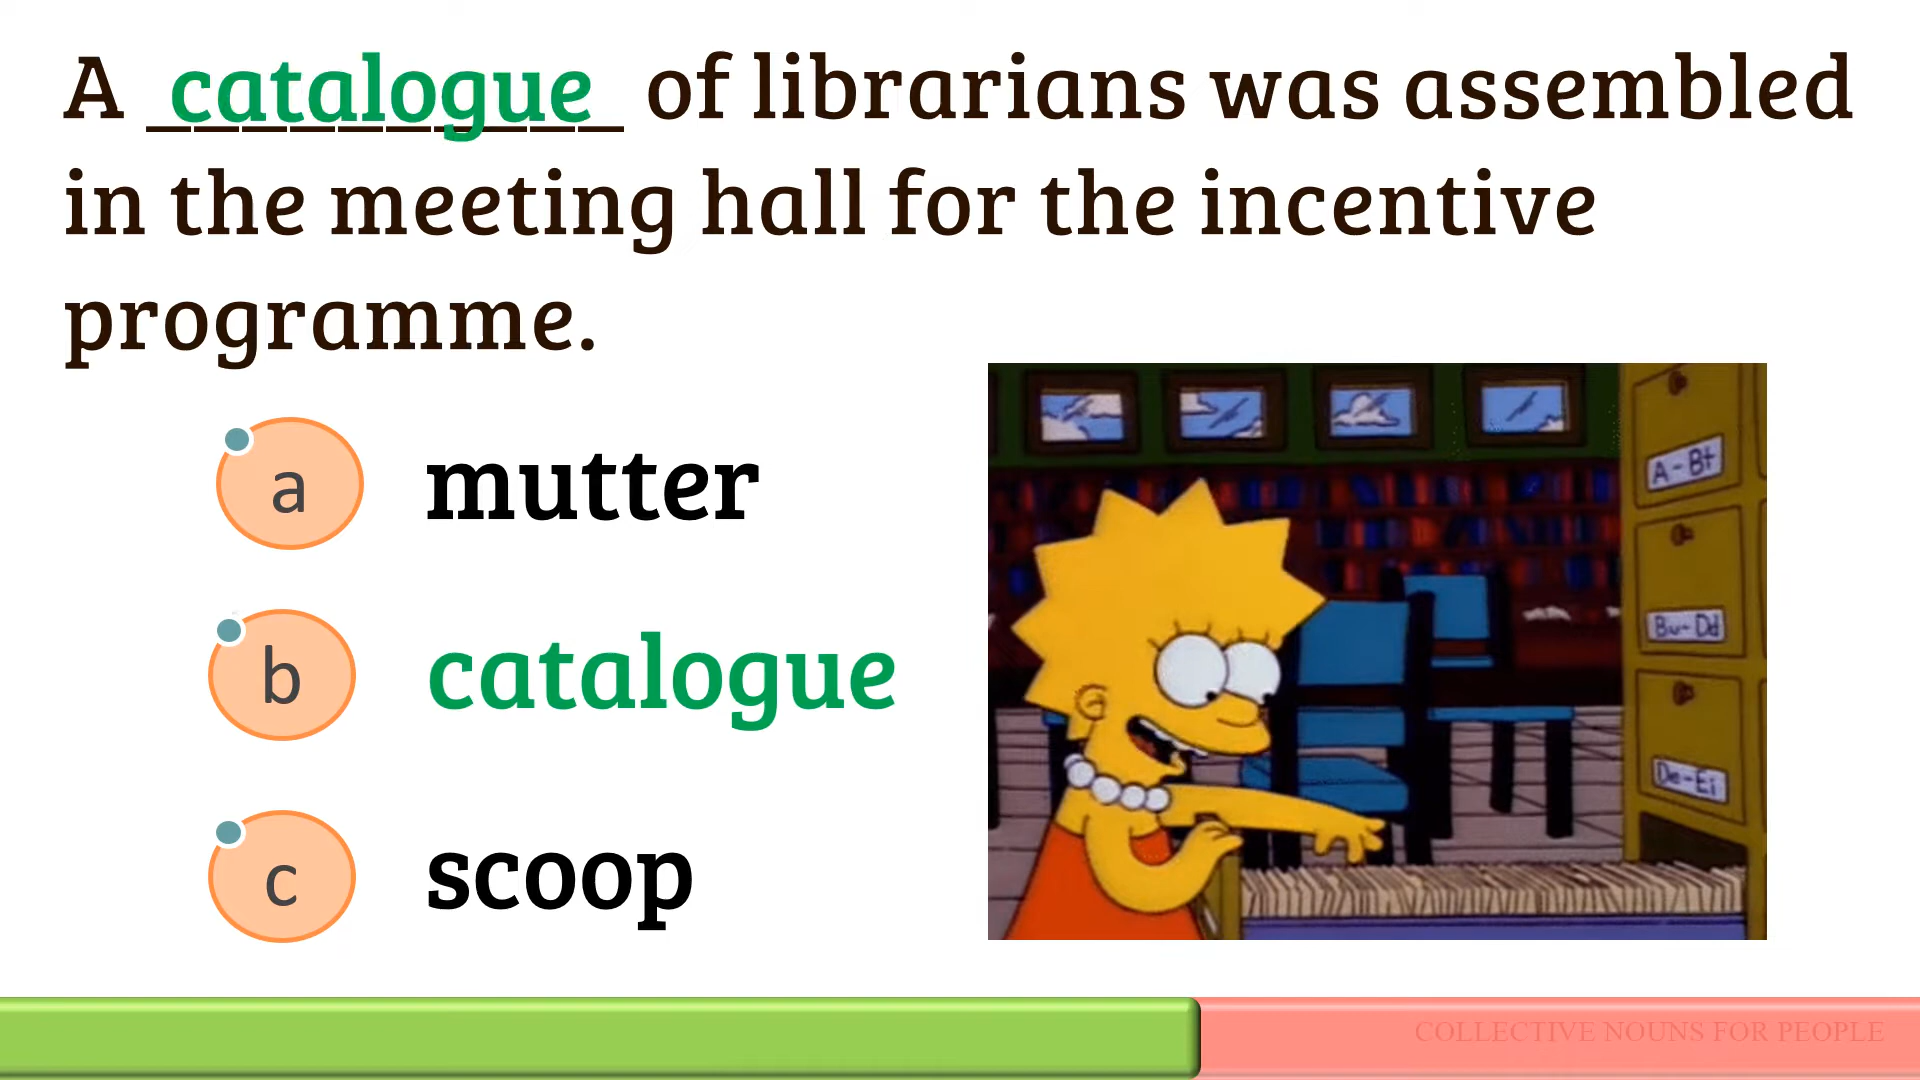 A catalogue of librarians was assembled
in the meeting hall for the incentive
programme.
a mutter
b catalogue
c scoop
A-Bt
Bu-Dd
De-Ei
COLLECTIVE NOUNS FOR PEOPLE